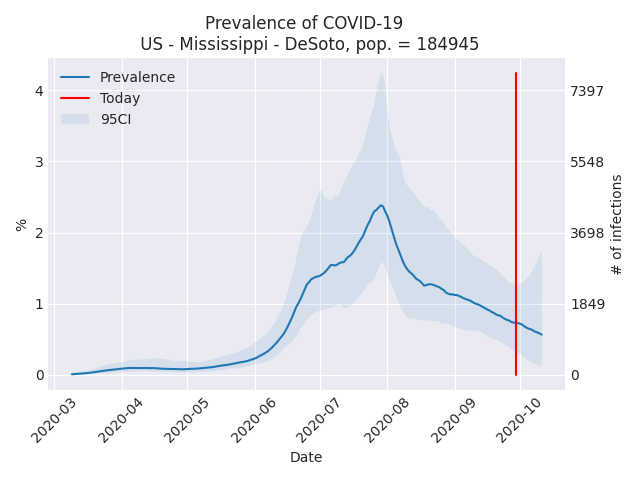 Prevalence of COVID-19
US - Mississippi - DeSoto, pop. = 184945
Prevalence
Today
95CI
%
4
3
2
1
0
7397
5548
3698
1849
0
# of infections
2020-03
2020-04
2020-05
2020-06
2020-07
2020-08
2020-09
2020-10
Date